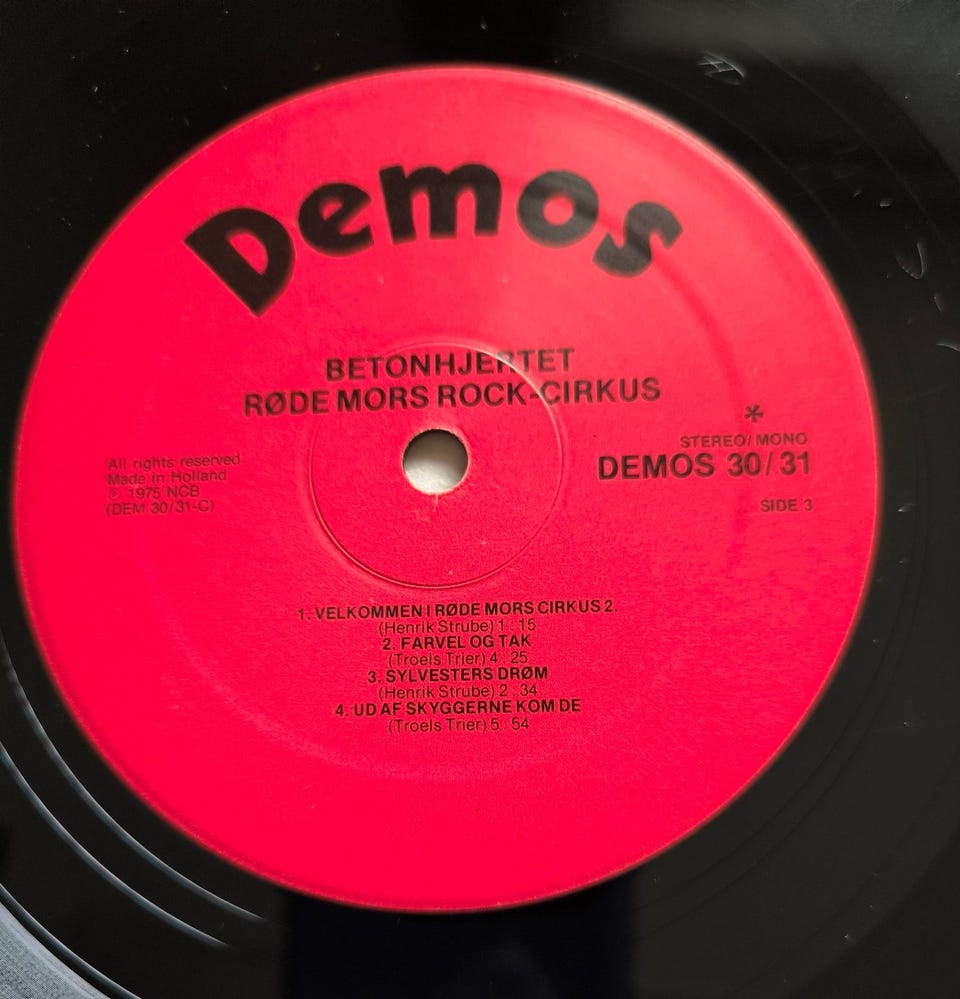 Demos
BETONHJERTET
RØDE MORS ROCK-CIRKUS
All rights reserved
Made in Holland
℗ 1975 NCB
(DEM 30/31-C)
*
STEREO/MONO
DEMOS 30/31
SIDE 3
1. VELKOMMEN I RØDE MORS CIRKUS 2.
(Henrik Strube) 1 : 15
2. FARVEL OG TAK
(Troels Trier) 4 : 25
3. SYLVESTERS DRØM
(Henrik Strube) 2 : 34
4. UD AF SKYGGERNE KOM DE
(Troels Trier) 5 : 54